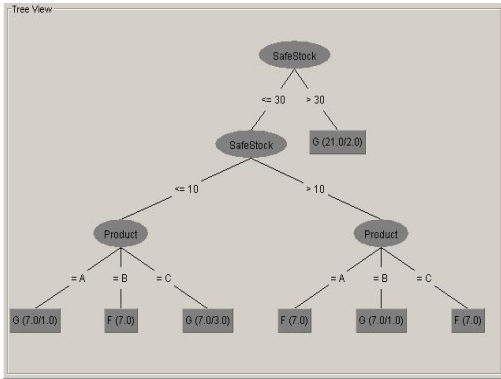 Tree View
SafeStock
<= 30 > 30
SafeStock G (21.0/2.0)
<= 10 > 10
Product Product
= A = B = C = A = B = C
G (7.0/1.0) F (7.0) G (7.0/3.0) F (7.0) G (7.0/1.0) F (7.0)